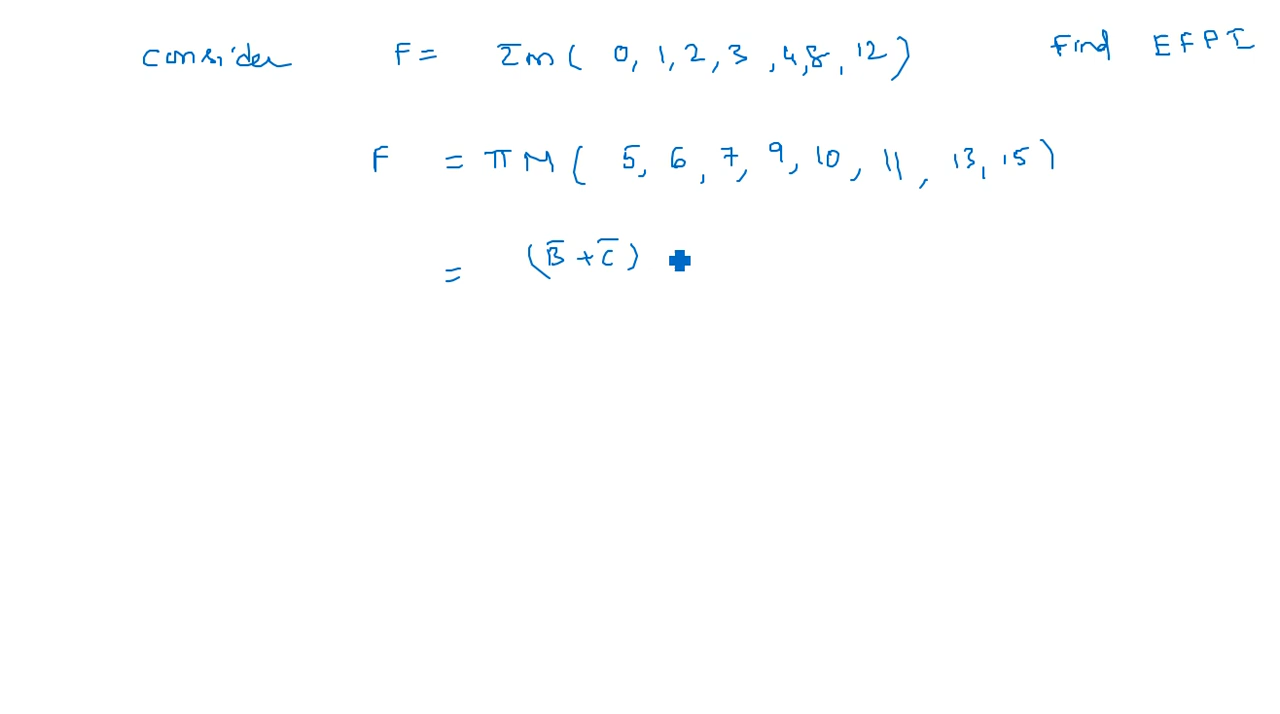 consider F = Σm( 0, 1, 2, 3, 4, 8, 12) Find EFPI
F = πM( 5, 6, 7, 9, 10, 11, 13, 15)
= (B̅ + C̅)